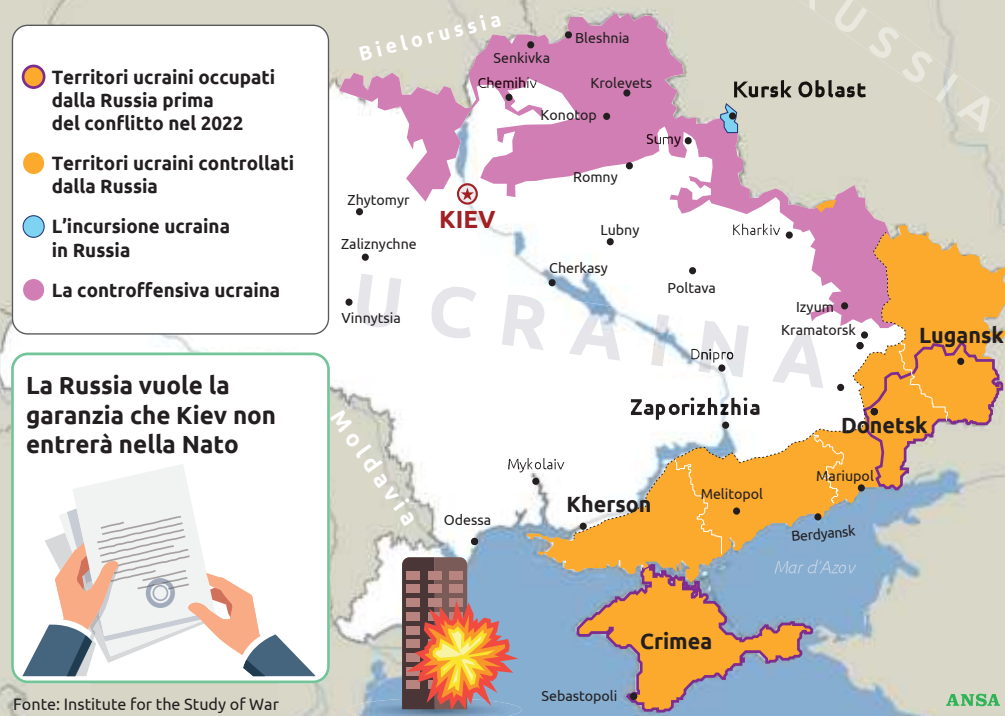 Territori ucraini occupati
dalla Russia prima
del conflitto nel 2022
Territori ucraini controllati
dalla Russia
L'incursione ucraina
in Russia
La controffensiva ucraina
La Russia vuole la
garanzia che Kiev non
entrerà nella Nato
Fonte: Institute for the Study of War
Bielorussia
RUSSIA
Bleshnia
Senkivka
Chemihiv
Krolevets
Kursk Oblast
Konotop
Sumy
Romny
Zhytomyr
KIEV
Zaliznychne
Lubny
Kharkiv
Cherkasy
Poltava
UCRAINA
Vinnytsia
Izyum
Kramatorsk
Lugansk
Dnipro
Zaporizhzhia
Donetsk
Moldavia
Mykolaiv
Mariupol
Kherson
Melitopol
Odessa
Berdyansk
Mar d'Azov
Crimea
Sebastopoli
ANSA